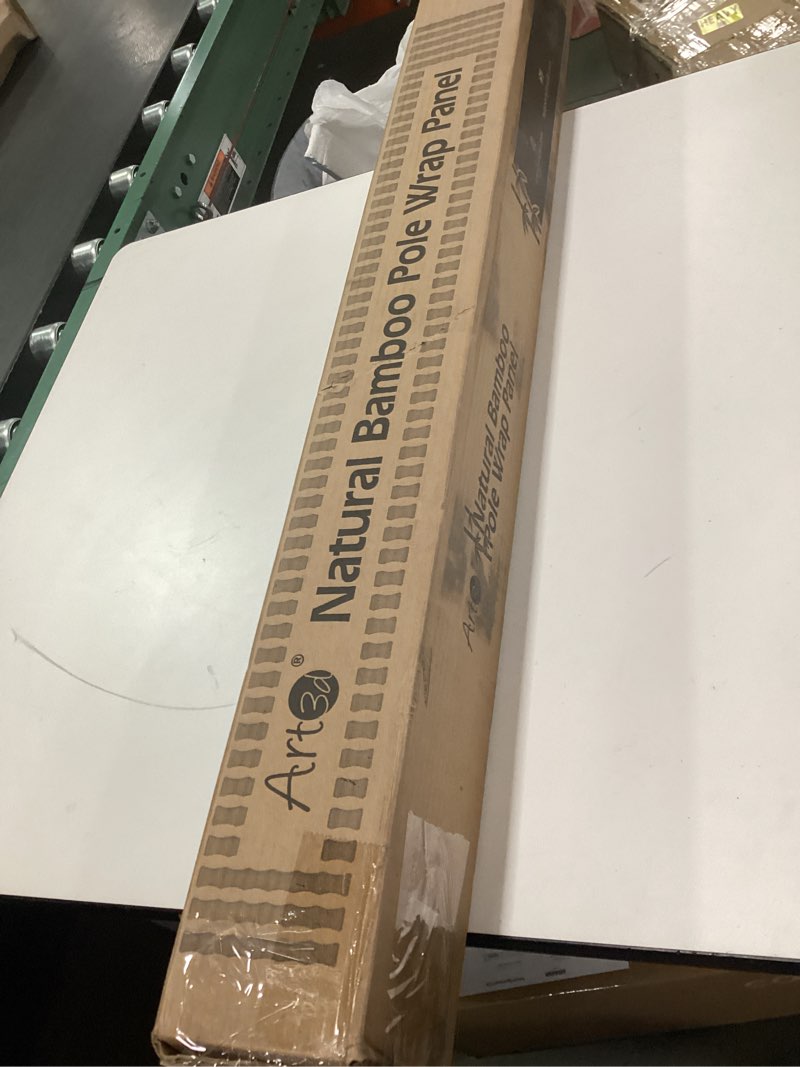 Art3d®
Natural Bamboo Pole Wrap Panel
Art3d
Natural Bamboo
Pole Wrap Panel
HEAVY